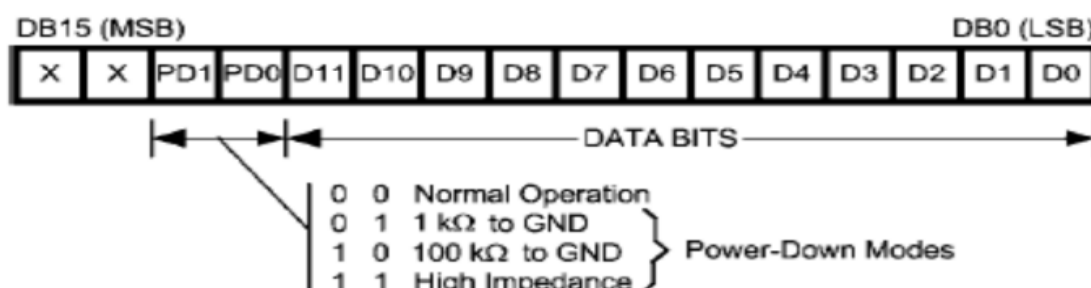 DB15 (MSB) DB0 (LSB)
X X PD1 PD0 D11 D10 D9 D8 D7 D6 D5 D4 D3 D2 D1 D0
DATA BITS
0 0 Normal Operation
0 1 1 kΩ to GND
1 0 100 kΩ to GND Power-Down Modes
1 1 High Impedance